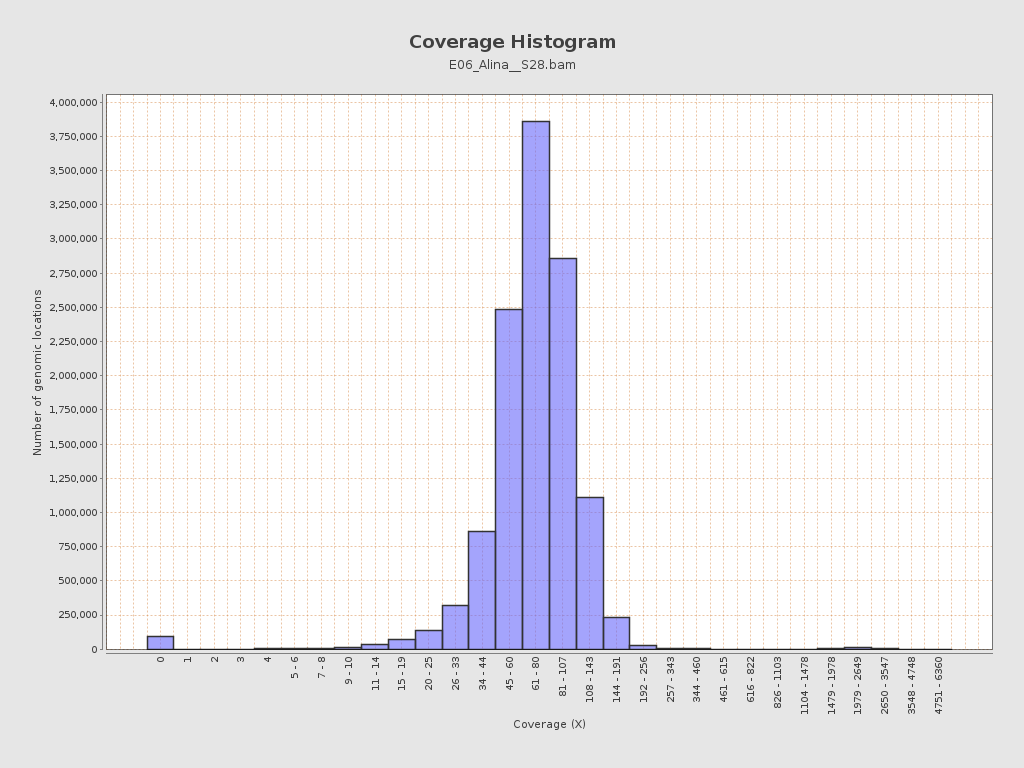 Coverage Histogram
E06_Alina__S28.bam
Number of genomic locations
4,000,000
3,750,000
3,500,000
3,250,000
3,000,000
2,750,000
2,500,000
2,250,000
2,000,000
1,750,000
1,500,000
1,250,000
1,000,000
750,000
500,000
250,000
0
0
1
2
3
4
5 - 6
7 - 8
9 - 10
11 - 14
15 - 19
20 - 25
26 - 33
34 - 44
45 - 60
61 - 80
81 - 107
108 - 143
144 - 191
192 - 256
257 - 343
344 - 460
461 - 615
616 - 822
826 - 1103
1104 - 1478
1479 - 1978
1979 - 2649
2650 - 3547
3548 - 4748
4751 - 6360
Coverage (X)